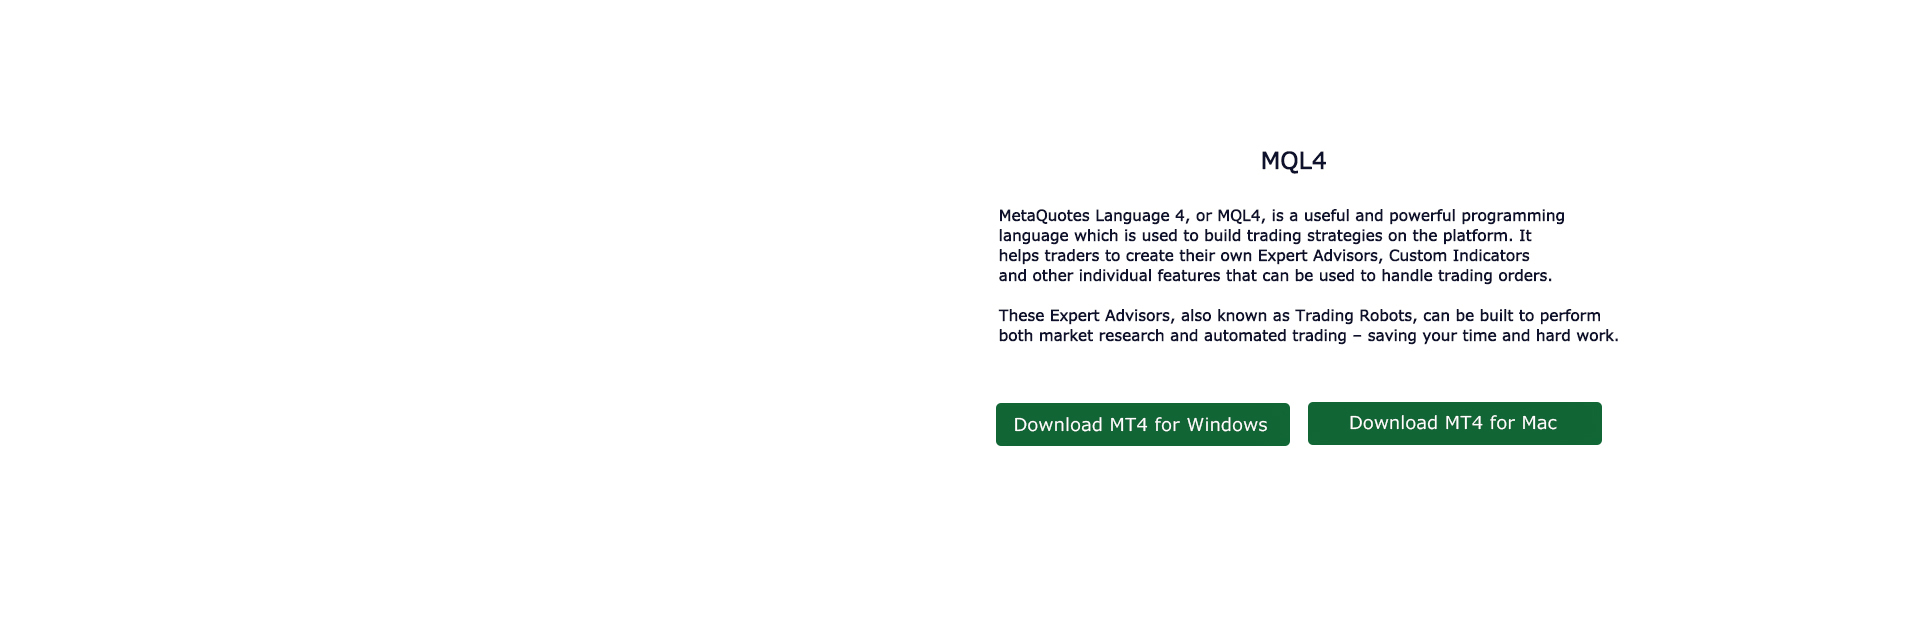 MQL4
MetaQuotes Language 4, or MQL4, is a useful and powerful programming
language which is used to build trading strategies on the platform. It
helps traders to create their own Expert Advisors, Custom Indicators
and other individual features that can be used to handle trading orders.
These Expert Advisors, also known as Trading Robots, can be built to perform
both market research and automated trading – saving your time and hard work.
Download MT4 for Windows
Download MT4 for Mac